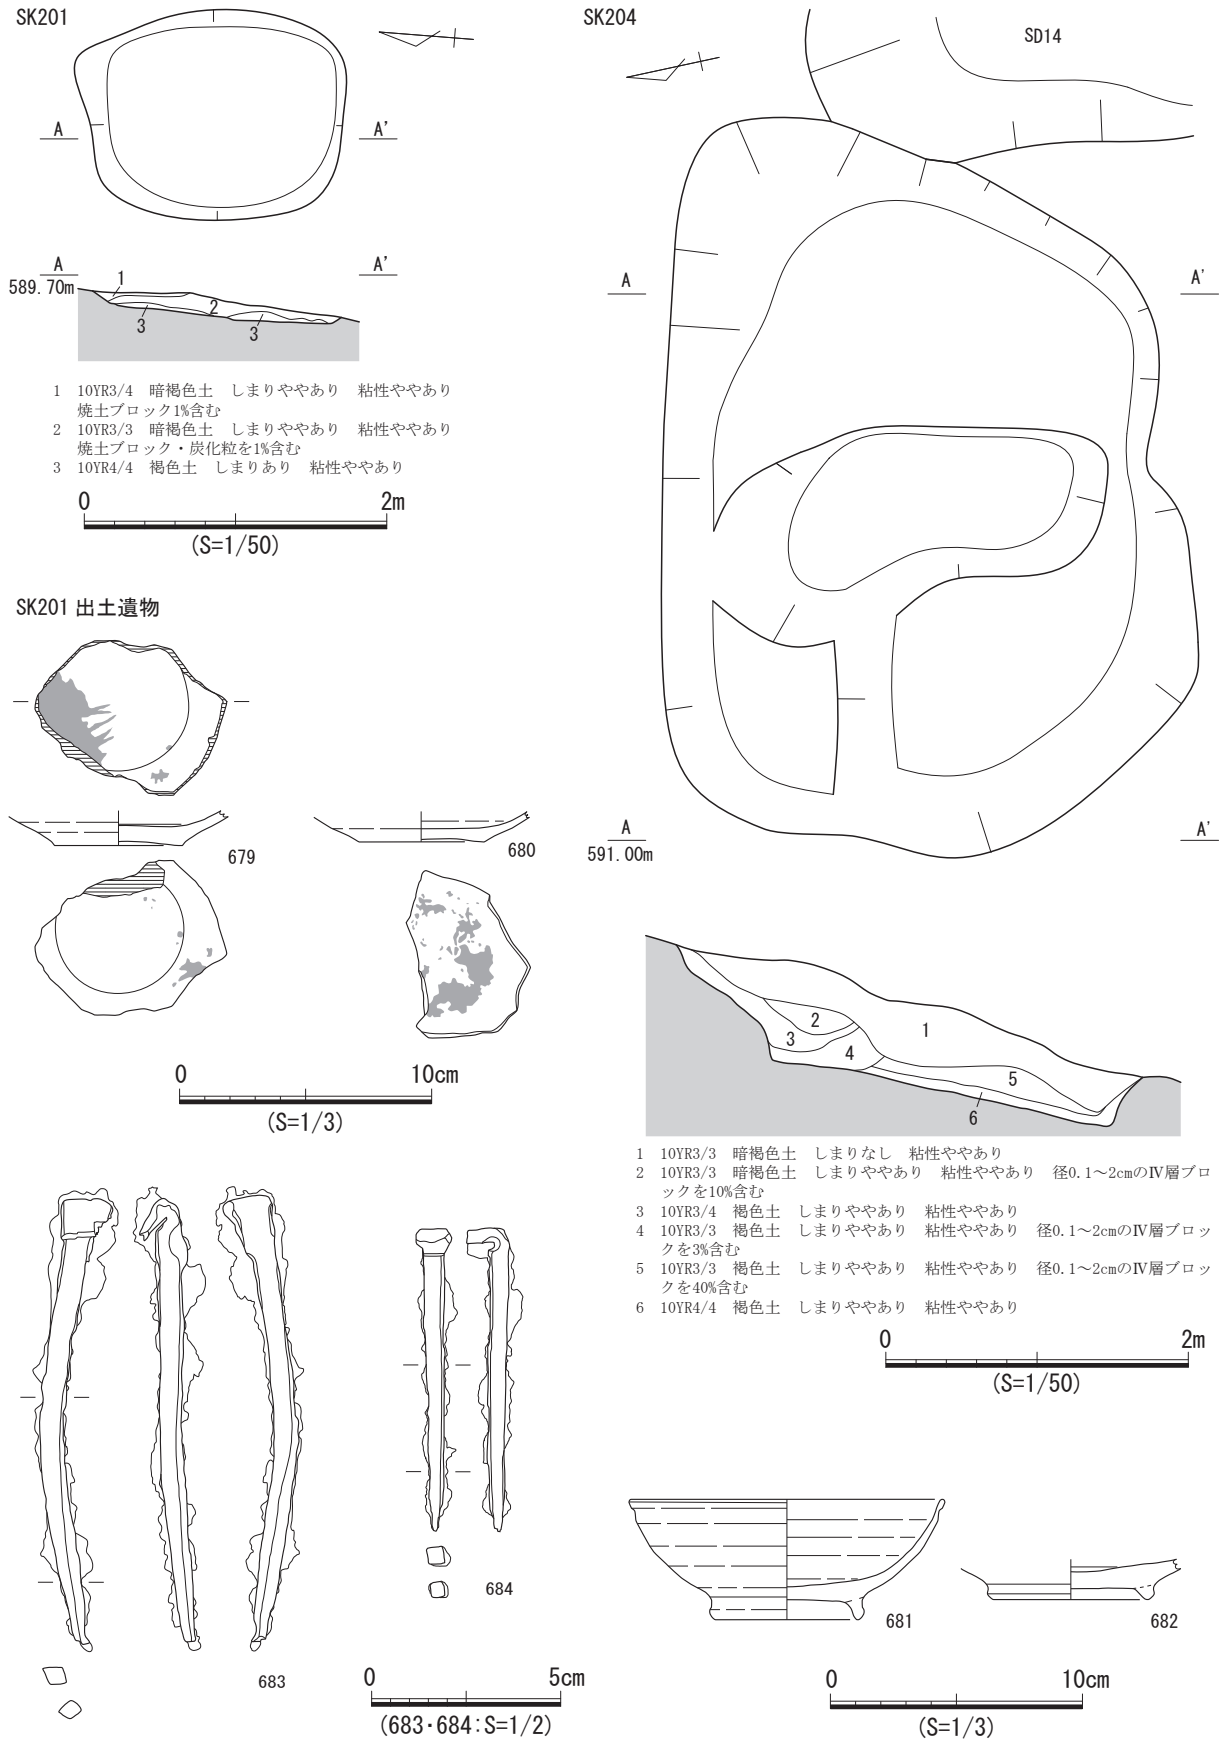 SK201
A
A'
A
A'
589.70m
1
2
3
3
1 10YR3/4 暗褐色土 しまりややあり 粘性ややあり
焼土ブロック1%含む
2 10YR3/3 暗褐色土 しまりややあり 粘性ややあり
焼土ブロック・炭化粒を1%含む
3 10YR4/4 褐色土 しまりあり 粘性ややあり
0
2m
(S=1/50)
SK201 出土遺物
679
680
0
10cm
(S=1/3)
683
684
0
5cm
(683・684:S=1/2)
SK204
SD14
A
A'
A
A'
591.00m
1
2
3
4
5
6
1 10YR3/3 暗褐色土 しまりなし 粘性ややあり
2 10YR3/3 暗褐色土 しまりややあり 粘性ややあり 径0.1～2cmのⅣ層ブロ
ックを10%含む
3 10YR3/4 褐色土 しまりややあり 粘性ややあり
4 10YR3/3 褐色土 しまりややあり 粘性ややあり 径0.1～2cmのⅣ層ブロッ
クを3%含む
5 10YR3/3 褐色土 しまりややあり 粘性ややあり 径0.1～2cmのⅣ層ブロッ
クを40%含む
6 10YR4/4 褐色土 しまりややあり 粘性ややあり
0
2m
(S=1/50)
681
682
0
10cm
(S=1/3)